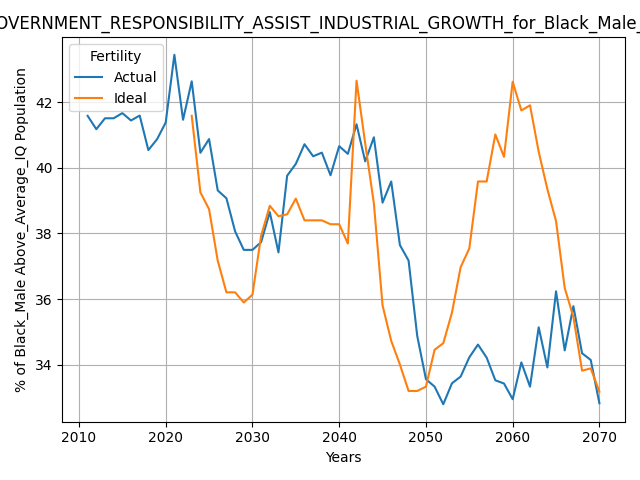 OVERNMENT_RESPONSIBILITY_ASSIST_INDUSTRIAL_GROWTH_for_Black_Male_
Fertility
Actual
Ideal
% of Black_Male Above_Average_IQ Population
42
40
38
36
34
2010 2020 2030 2040 2050 2060 2070
Years